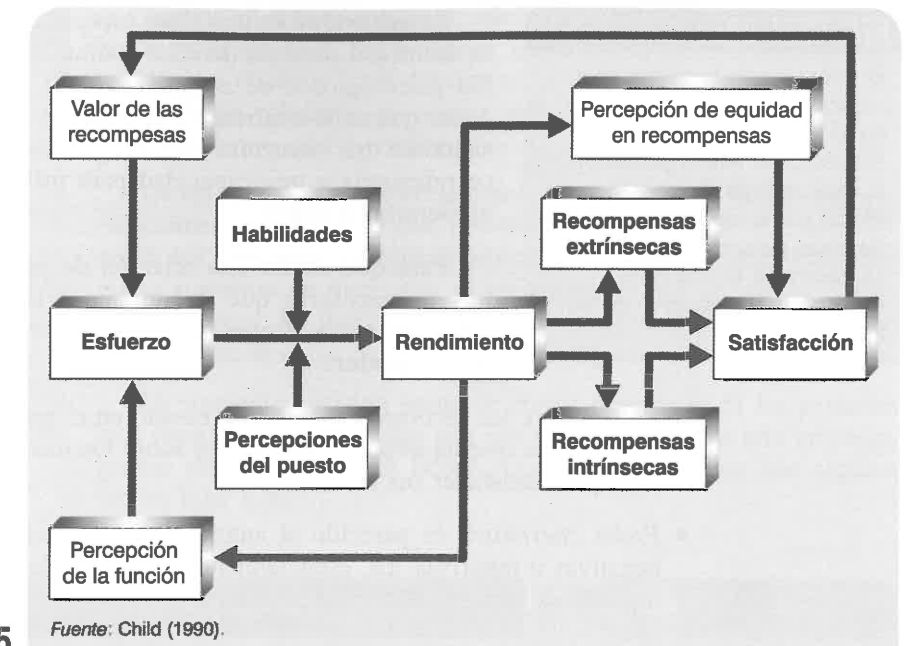 Valor de las
recompesas
Percepción de equidad
en recompensas
Habilidades
Recompensas
extrínsecas
Esfuerzo
Rendimiento
Satisfacción
Percepciones
del puesto
Recompensas
intrínsecas
Percepción
de la función
5
Fuente: Child (1990).